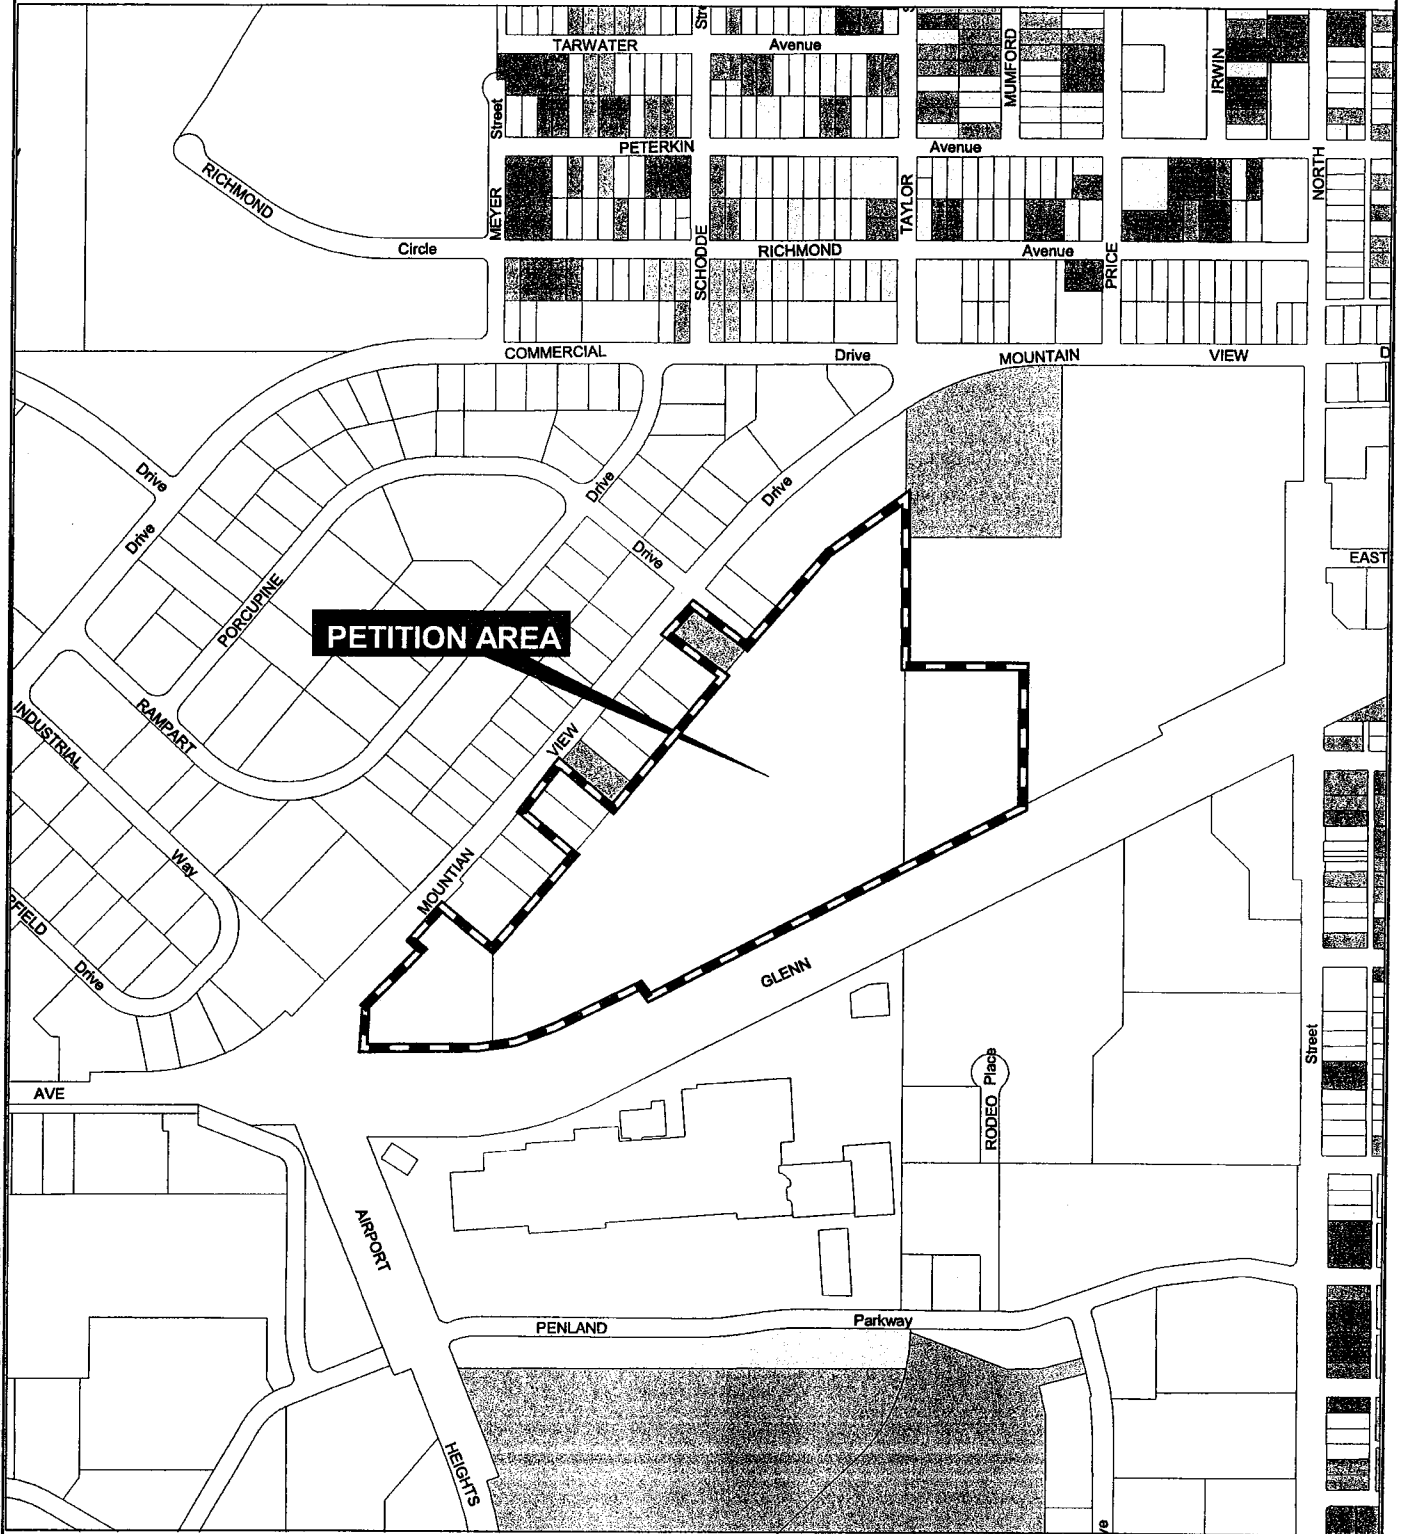 TARWATER
Avenue
MUMFORD
IRWIN
Street
PETERKIN
Avenue
RICHMOND
MEYER
TAYLOR
NORTH
Circle
SCHODDE
RICHMOND
Avenue
PRICE
COMMERCIAL
Drive
MOUNTAIN
VIEW
D
Drive
Drive
Drive
Drive
Drive
EAST
PORCUPINE
PETITION AREA
RAMPART
INDUSTRIAL
VIEW
Way
MOUNTIAN
RFIELD
Drive
GLENN
Street
AVE
RODEO Place
AIRPORT
PENLAND
Parkway
HEIGHTS
ve